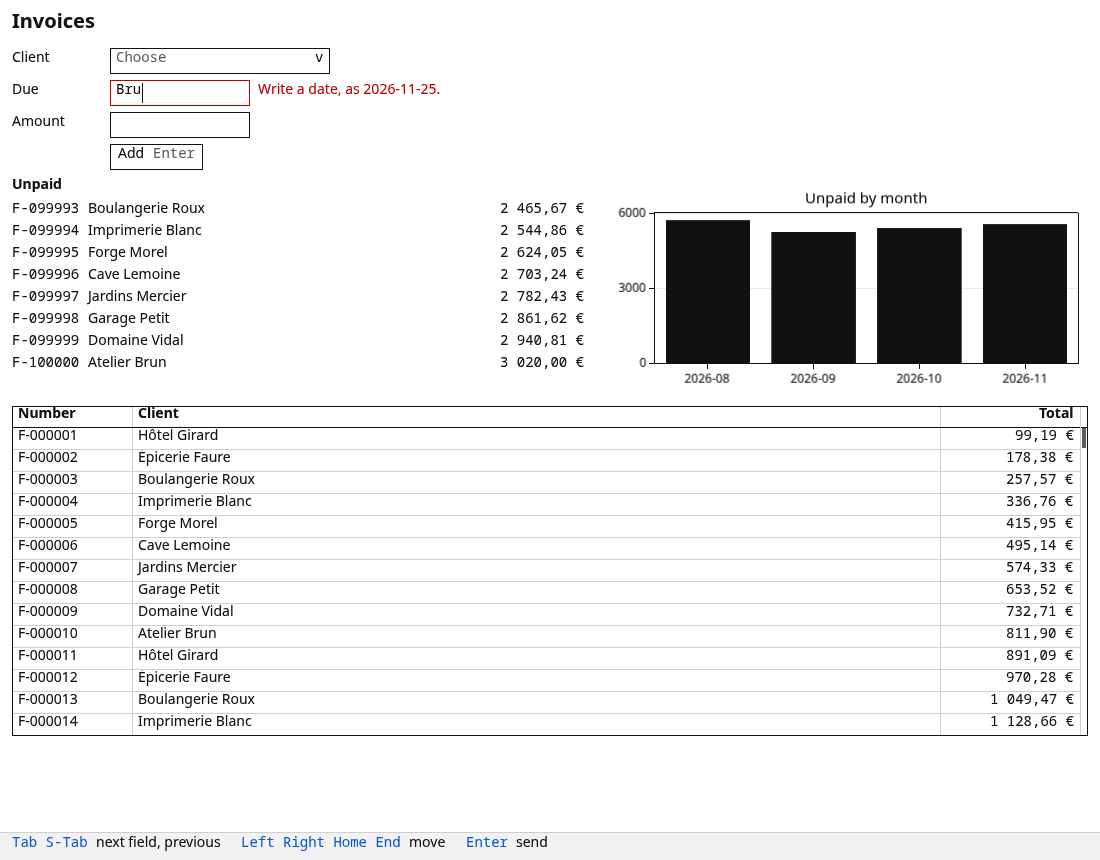 Invoices
Client Choose v
Due Bru Write a date, as 2026-11-25.
Amount
Add Enter
Unpaid
F-099993 Boulangerie Roux 2 465,67 €
F-099994 Imprimerie Blanc 2 544,86 €
F-099995 Forge Morel 2 624,05 €
F-099996 Cave Lemoine 2 703,24 €
F-099997 Jardins Mercier 2 782,43 €
F-099998 Garage Petit 2 861,62 €
F-099999 Domaine Vidal 2 940,81 €
F-100000 Atelier Brun 3 020,00 €
Unpaid by month
6000
3000
0
2026-08 2026-09 2026-10 2026-11
Number Client Total
F-000001 Hôtel Girard 99,19 €
F-000002 Épicerie Faure 178,38 €
F-000003 Boulangerie Roux 257,57 €
F-000004 Imprimerie Blanc 336,76 €
F-000005 Forge Morel 415,95 €
F-000006 Cave Lemoine 495,14 €
F-000007 Jardins Mercier 574,33 €
F-000008 Garage Petit 653,52 €
F-000009 Domaine Vidal 732,71 €
F-000010 Atelier Brun 811,90 €
F-000011 Hôtel Girard 891,09 €
F-000012 Épicerie Faure 970,28 €
F-000013 Boulangerie Roux 1 049,47 €
F-000014 Imprimerie Blanc 1 128,66 €
Tab S-Tab next field, previous Left Right Home End move Enter send